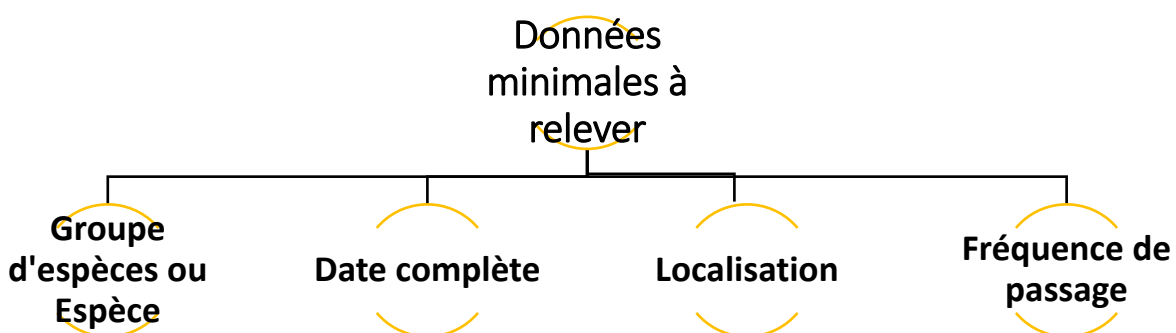 Données
minimales à
relever
Groupe
d'espèces ou
Espèce
Date complète
Localisation
Fréquence de
passage